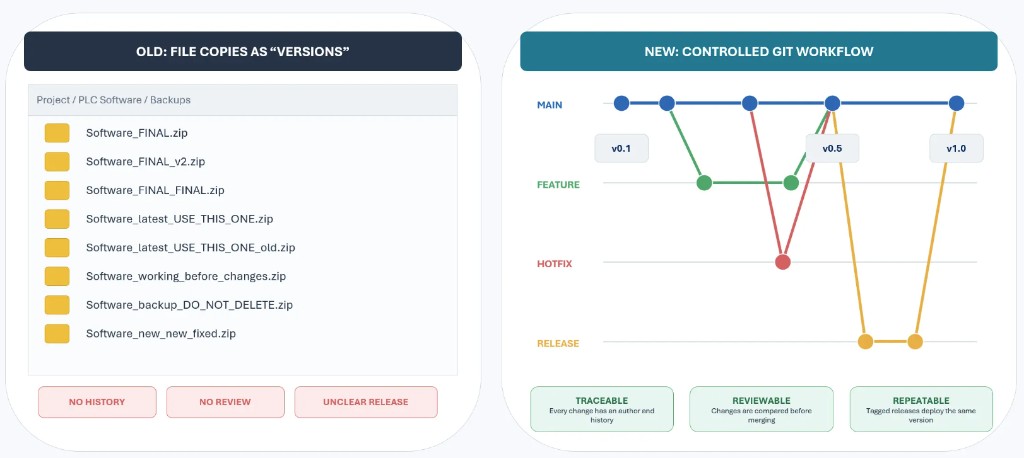 OLD: FILE COPIES AS “VERSIONS”
Project / PLC Software / Backups
Software_FINAL.zip
Software_FINAL_v2.zip
Software_FINAL_FINAL.zip
Software_latest_USE_THIS_ONE.zip
Software_latest_USE_THIS_ONE_old.zip
Software_working_before_changes.zip
Software_backup_DO_NOT_DELETE.zip
Software_new_new_fixed.zip
NO HISTORY
NO REVIEW
UNCLEAR RELEASE
NEW: CONTROLLED GIT WORKFLOW
MAIN
v0.1
v0.5
v1.0
FEATURE
HOTFIX
RELEASE
TRACEABLE
Every change has an author and
history
REVIEWABLE
Changes are compared before
merging
REPEATABLE
Tagged releases deploy the same
version